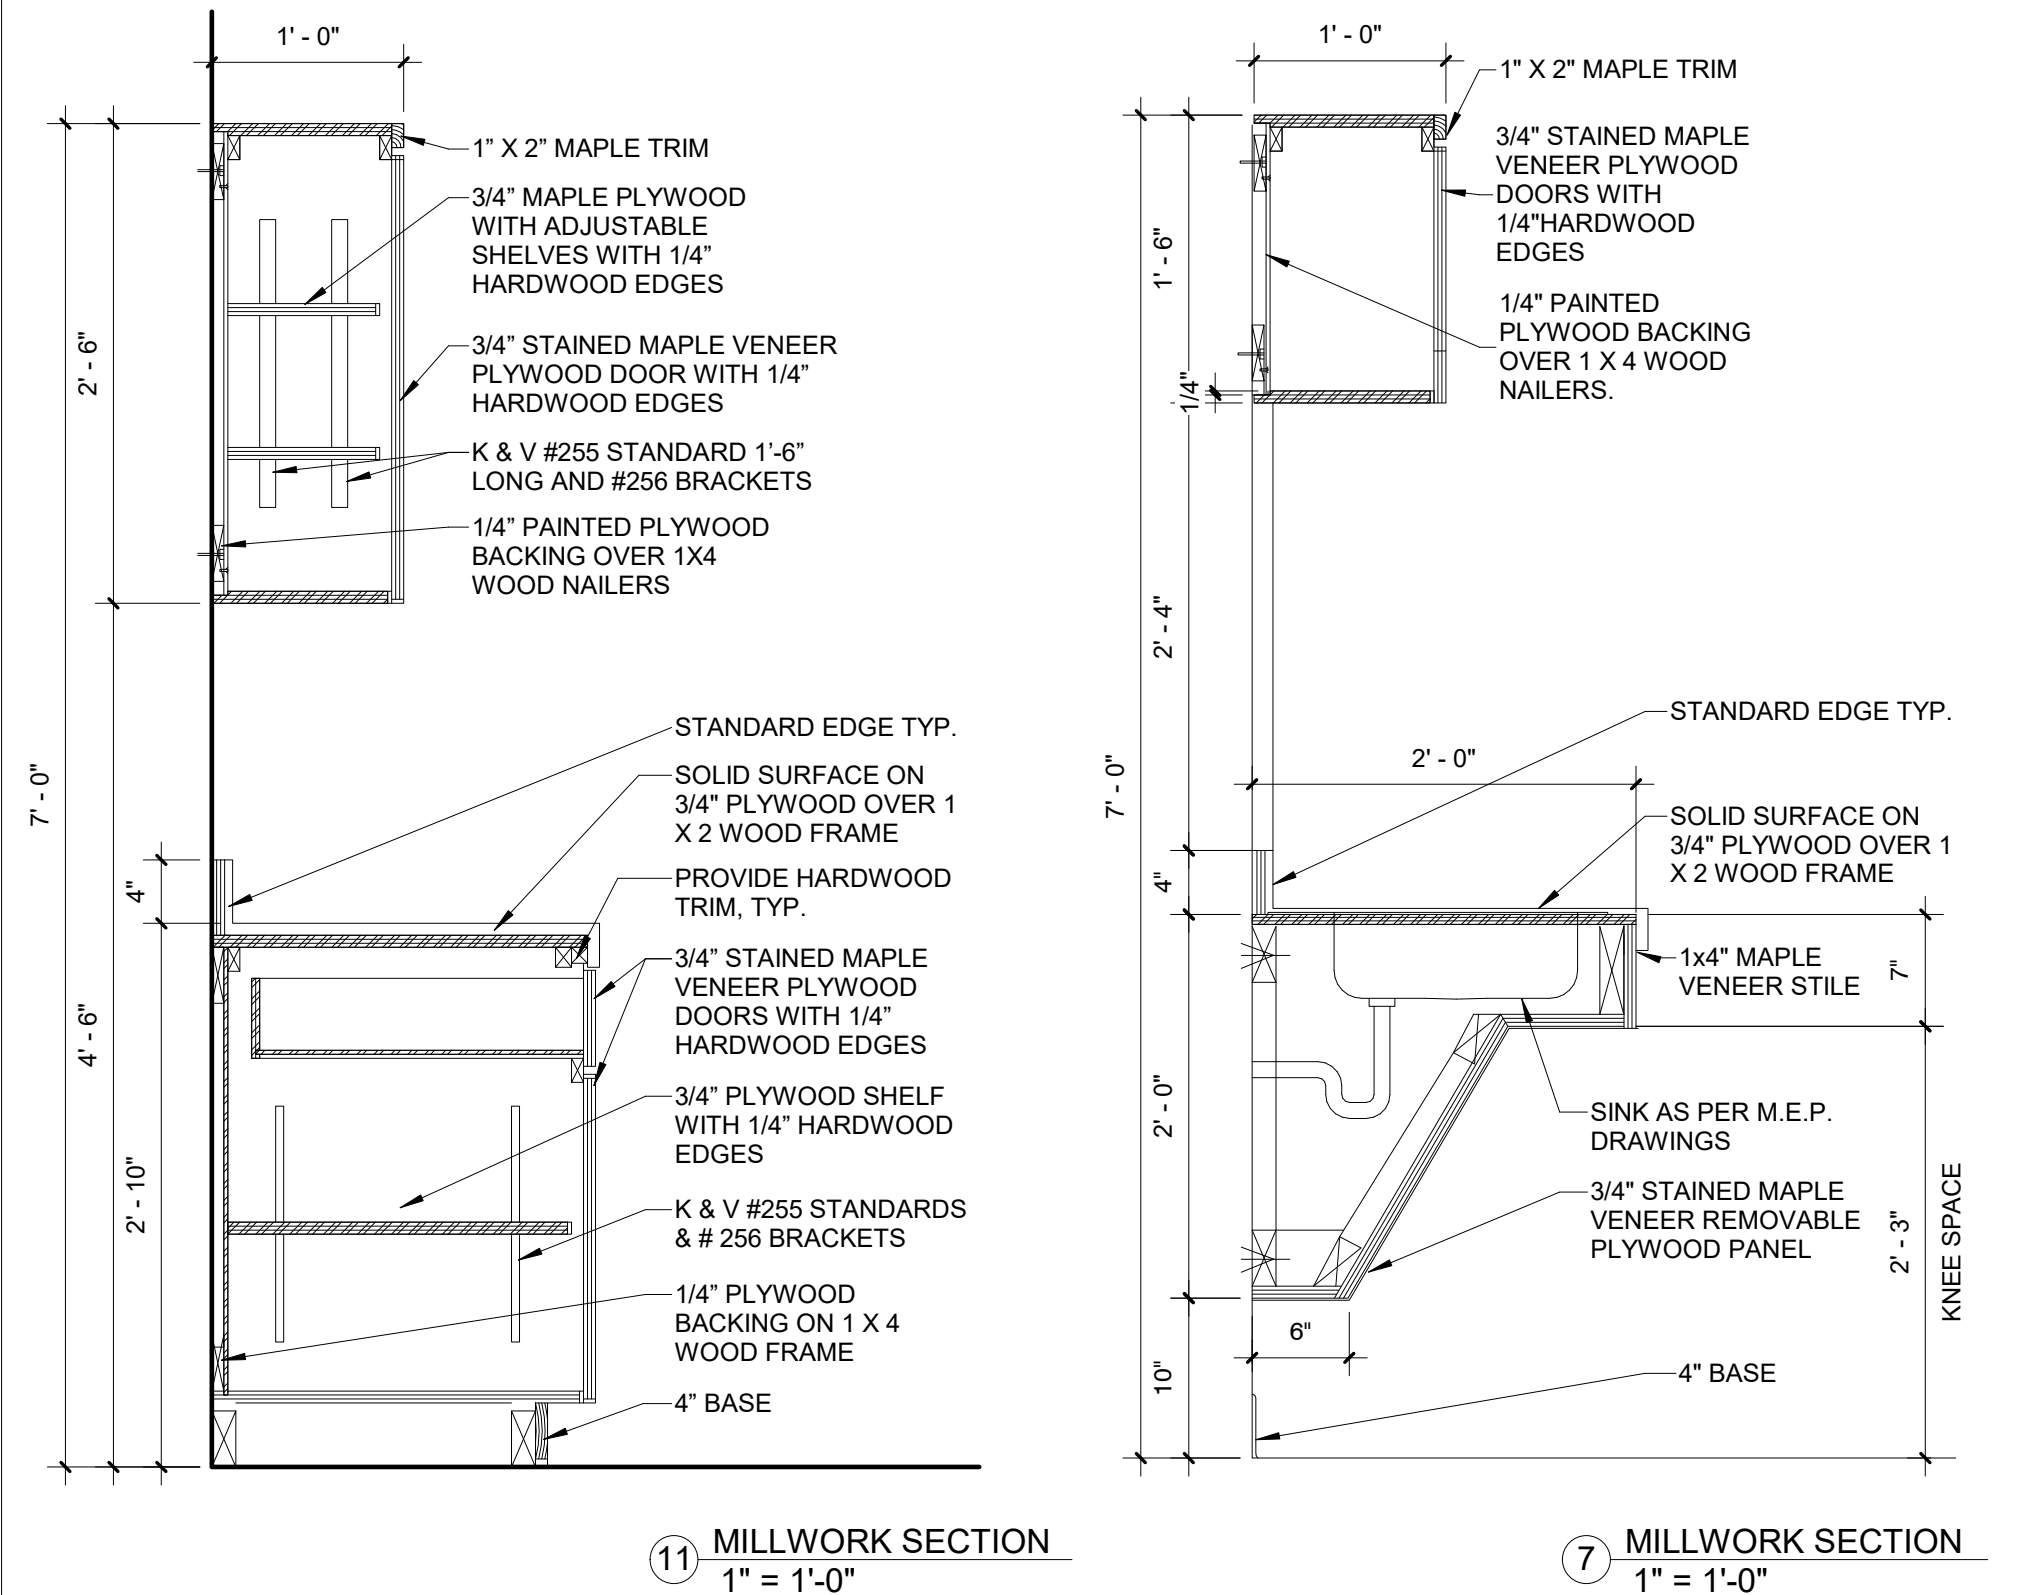 1' - 0"
1” X 2” MAPLE TRIM
3/4” MAPLE PLYWOOD
WITH ADJUSTABLE
SHELVES WITH 1/4”
HARDWOOD EDGES
2' - 6"
3/4” STAINED MAPLE VENEER
PLYWOOD DOOR WITH 1/4”
HARDWOOD EDGES
K & V #255 STANDARD 1’-6”
LONG AND #256 BRACKETS
1/4” PAINTED PLYWOOD
BACKING OVER 1X4
WOOD NAILERS
7' - 0"
STANDARD EDGE TYP.
SOLID SURFACE ON
3/4" PLYWOOD OVER 1
X 2 WOOD FRAME
4"
PROVIDE HARDWOOD
TRIM, TYP.
3/4” STAINED MAPLE
VENEER PLYWOOD
DOORS WITH 1/4”
HARDWOOD EDGES
4' - 6"
3/4” PLYWOOD SHELF
WITH 1/4” HARDWOOD
EDGES
2' - 10"
K & V #255 STANDARDS
& # 256 BRACKETS
1/4” PLYWOOD
BACKING ON 1 X 4
WOOD FRAME
4” BASE
11 MILLWORK SECTION
1" = 1'-0"
1' - 0"
1" X 2" MAPLE TRIM
3/4" STAINED MAPLE
VENEER PLYWOOD
DOORS WITH
1/4"HARDWOOD
EDGES
1' - 6"
1/4" PAINTED
PLYWOOD BACKING
OVER 1 X 4 WOOD
NAILERS.
1/4"
2' - 4"
STANDARD EDGE TYP.
2' - 0"
7' - 0"
SOLID SURFACE ON
3/4" PLYWOOD OVER 1
X 2 WOOD FRAME
4"
1x4" MAPLE
VENEER STILE
7"
2' - 0"
SINK AS PER M.E.P.
DRAWINGS
3/4" STAINED MAPLE
VENEER REMOVABLE
PLYWOOD PANEL
2' - 3"
KNEE SPACE
6"
10"
4" BASE
7 MILLWORK SECTION
1" = 1'-0"